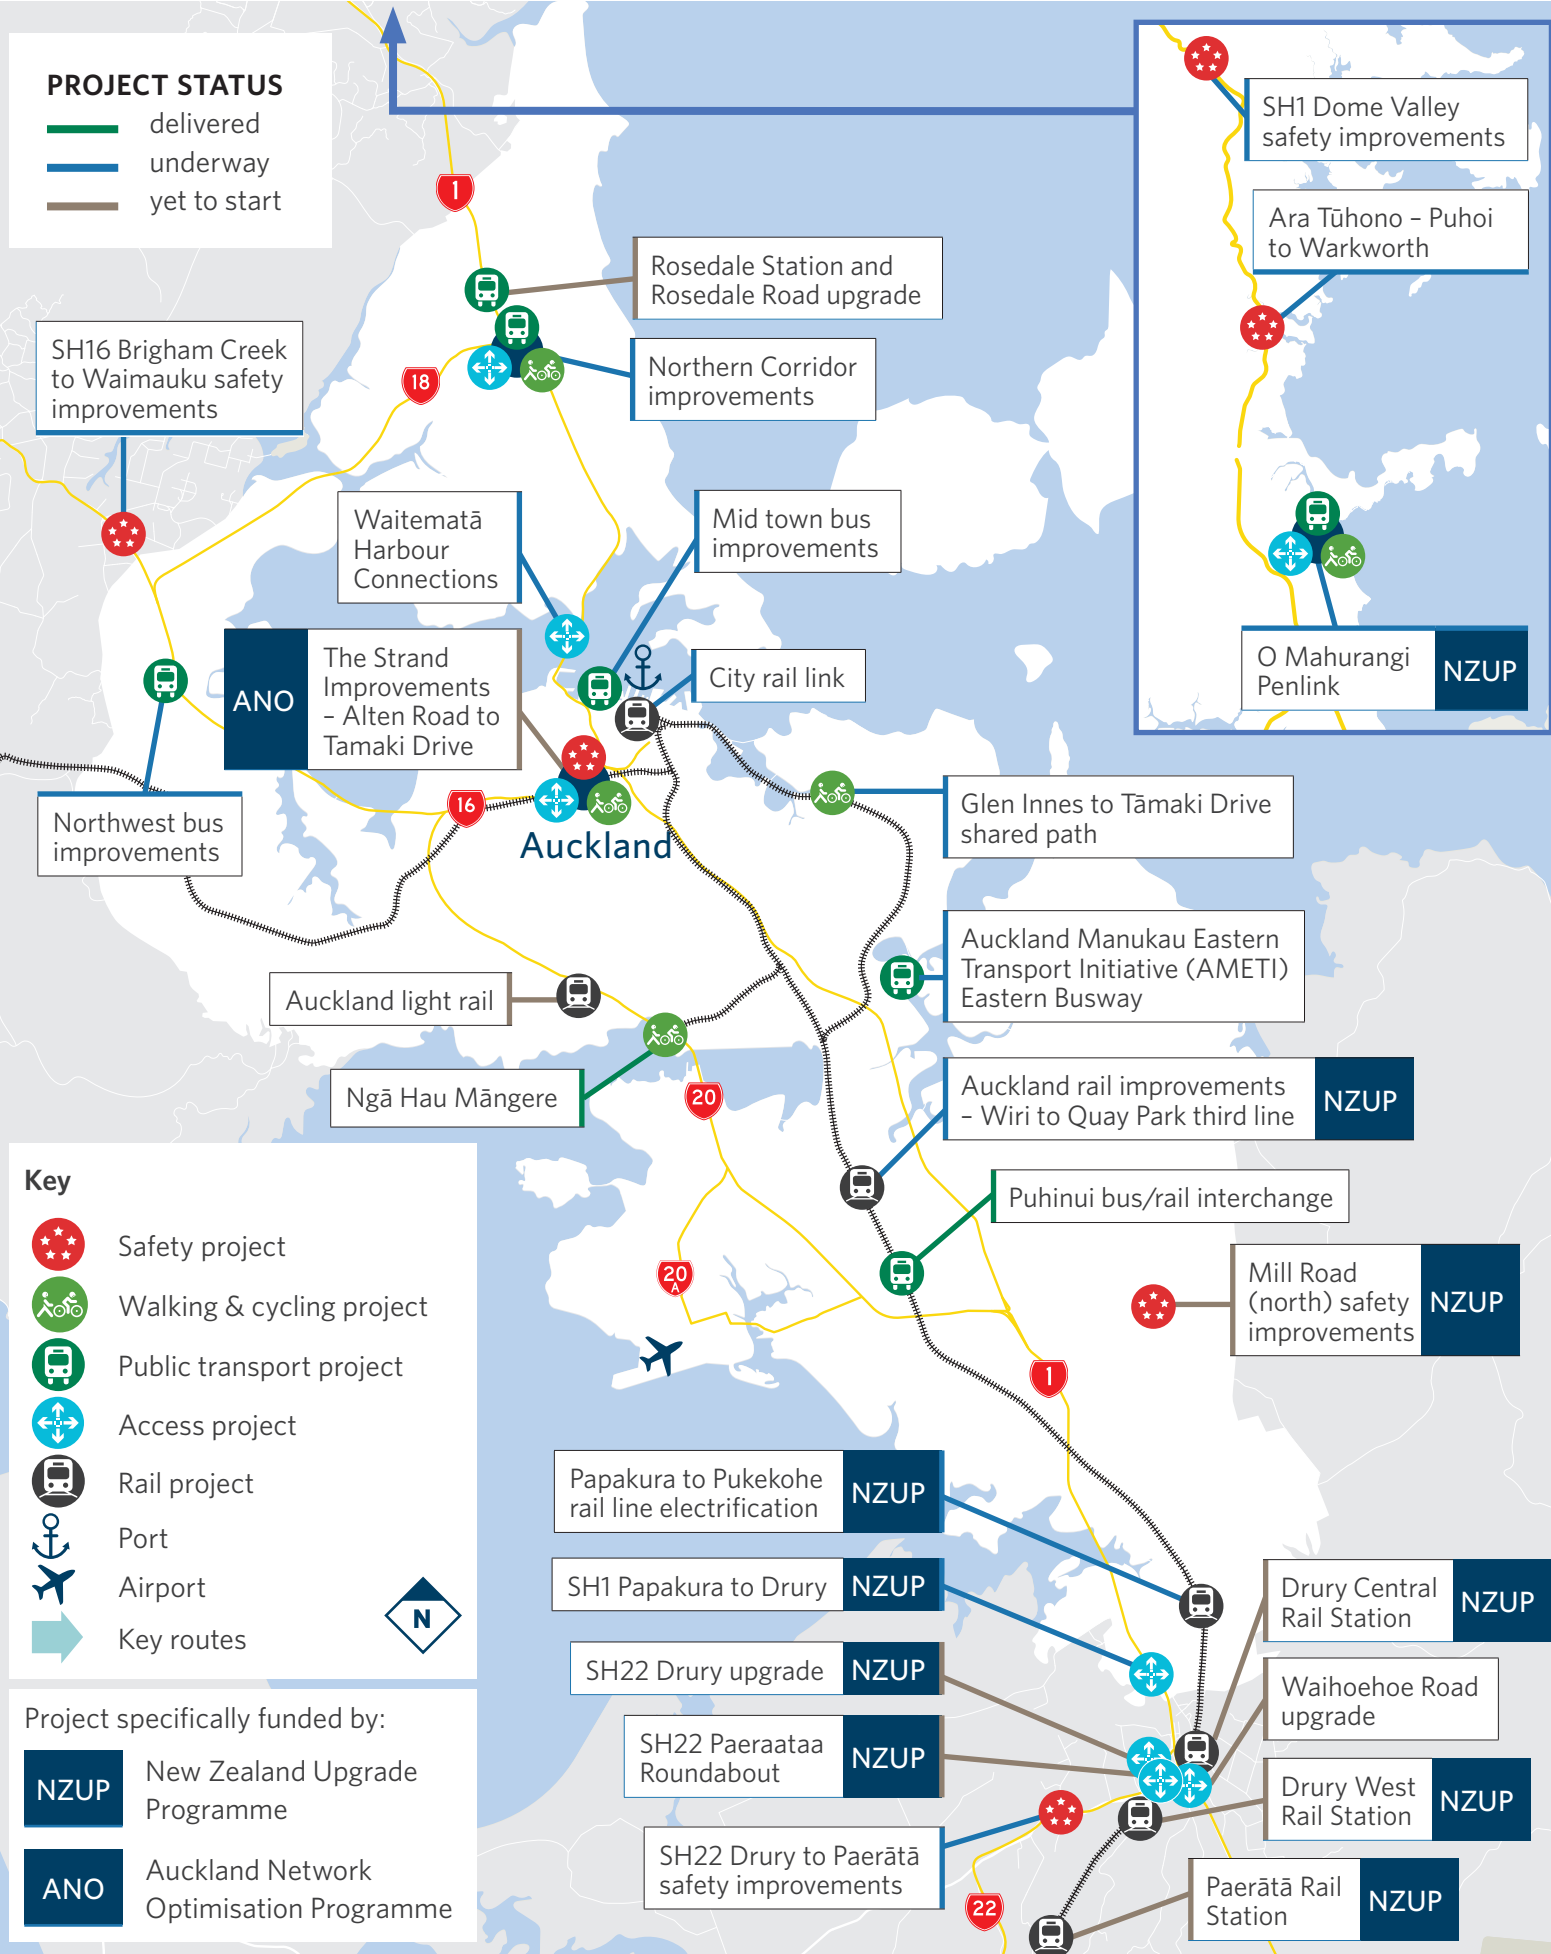 PROJECT STATUS
delivered
underway
yet to start
1
SH1 Dome Valley
safety improvements
Ara Tūhono – Puhoi
to Warkworth
O Mahurangi
Penlink
NZUP
Rosedale Station and
Rosedale Road upgrade
SH16 Brigham Creek
to Waimauku safety
improvements
18
Northern Corridor
improvements
Waitematā
Harbour
Connections
Mid town bus
improvements
ANO
The Strand
Improvements
– Alten Road to
Tamaki Drive
City rail link
16
Auckland
Northwest bus
improvements
Glen Innes to Tāmaki Drive
shared path
Auckland Manukau Eastern
Transport Initiative (AMETI)
Eastern Busway
Auckland light rail
Ngā Hau Māngere
20
Auckland rail improvements
– Wiri to Quay Park third line
NZUP
Puhinui bus/rail interchange
20
A
Mill Road
(north) safety
improvements
NZUP
1
Key
Safety project
Walking & cycling project
Public transport project
Access project
Rail project
Port
Airport
Key routes
N
Project specifically funded by:
NZUP
New Zealand Upgrade
Programme
ANO
Auckland Network
Optimisation Programme
Papakura to Pukekohe
rail line electrification
NZUP
SH1 Papakura to Drury
NZUP
SH22 Drury upgrade
NZUP
SH22 Paeraataa
Roundabout
NZUP
SH22 Drury to Paerātā
safety improvements
22
Drury Central
Rail Station
NZUP
Waihoehoe Road
upgrade
Drury West
Rail Station
NZUP
Paerātā Rail
Station
NZUP